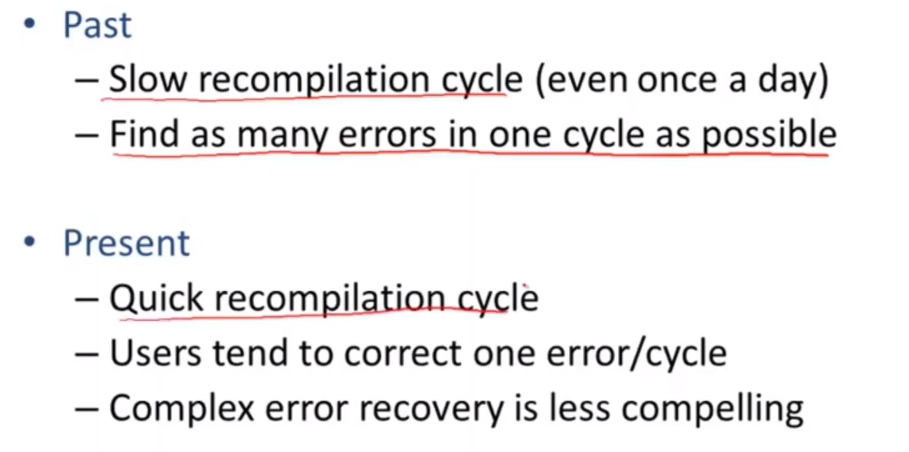 • Past
– Slow recompilation cycle (even once a day)
– Find as many errors in one cycle as possible
• Present
– Quick recompilation cycle
– Users tend to correct one error/cycle
– Complex error recovery is less compelling